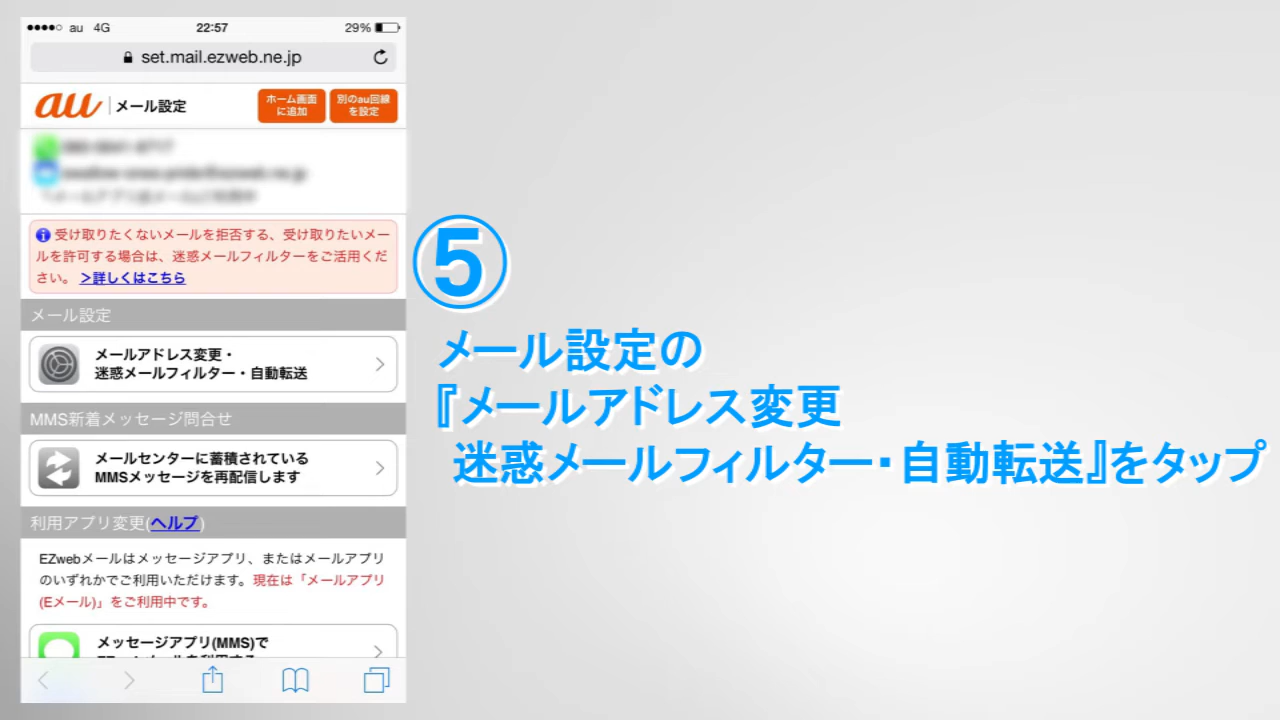 au 4G 22:57 29%
set.mail.ezweb.ne.jp
au メール設定
ホーム画面
に追加
別のau回線
を設定
受け取りたくないメールを拒否する、受け取りたいメー
ルを許可する場合は、迷惑メールフィルターをご活用くだ
さい。 >詳しくはこちら
メール設定
メールアドレス変更・
迷惑メールフィルター・自動転送
MMS新着メッセージ問合せ
メールセンターに蓄積されている
MMSメッセージを再配信します
利用アプリ変更(ヘルプ)
EZwebメールはメッセージアプリ、またはメールアプリ
のいずれかでご利用いただけます。現在は「メールアプリ
(Eメール)」をご利用中です。
メッセージアプリ(MMS)で
⑤
メール設定の
『メールアドレス変更
迷惑メールフィルター・自動転送』をタップ